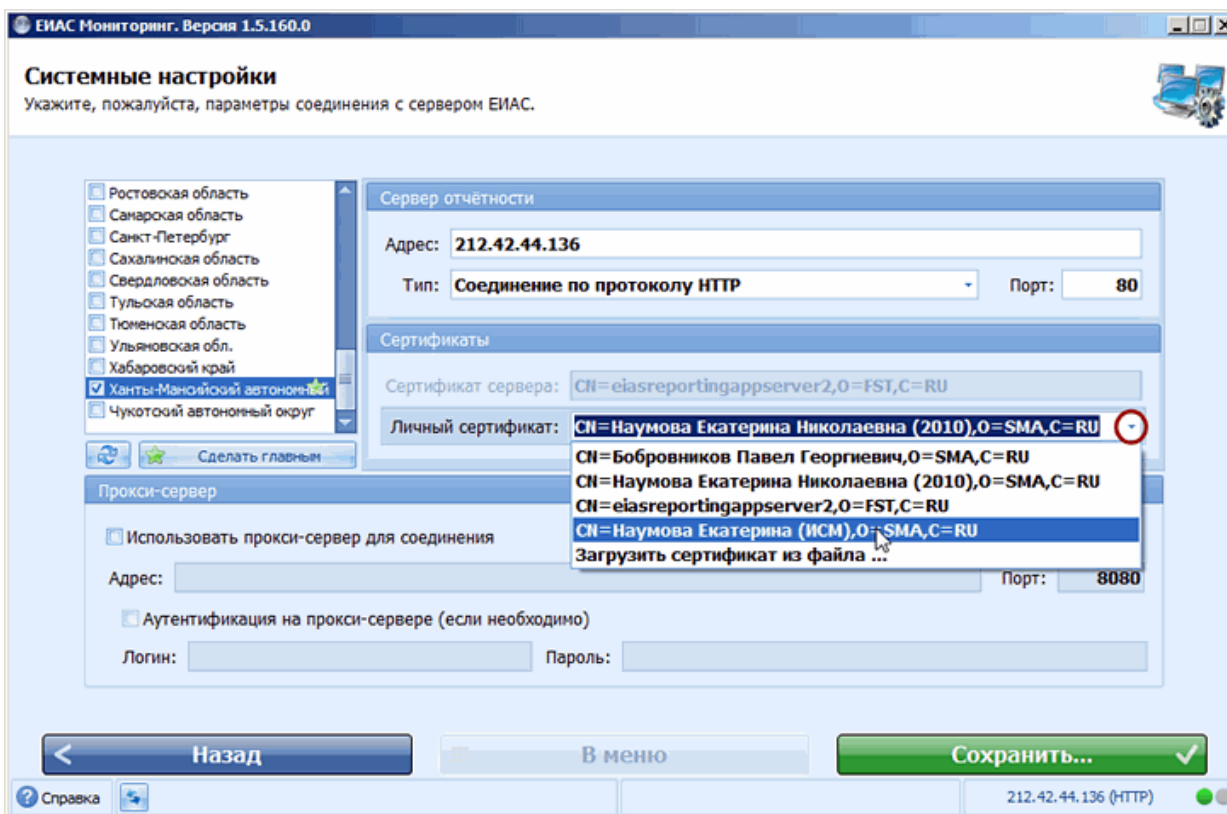 ЕИАС Мониторинг. Версия 1.5.160.0
Системные настройки
Укажите, пожалуйста, параметры соединения с сервером ЕИАС.
Ростовская область
Самарская область
Санкт-Петербург
Сахалинская область
Свердловская область
Тульская область
Тюменская область
Ульяновская обл.
Хабаровский край
Ханты-Мансийский автономный
Чукотский автономный округ
Сделать главным
Сервер отчётности
Адрес: 212.42.44.136
Тип: Соединение по протоколу HTTP Порт: 80
Сертификаты
Сертификат сервера: CN=eiasreportingappserver2,O=FST,C=RU
Личный сертификат: CN=Наумова Екатерина Николаевна (2010),O=SMA,C=RU
CN=Бобровников Павел Георгиевич,O=SMA,C=RU
CN=Наумова Екатерина Николаевна (2010),O=SMA,C=RU
CN=eiasreportingappserver2,O=FST,C=RU
CN=Наумова Екатерина (ИСМ),O=SMA,C=RU
Загрузить сертификат из файла ...
Прокси-сервер
Использовать прокси-сервер для соединения
Адрес: Порт: 8080
Аутентификация на прокси-сервере (если необходимо)
Логин: Пароль:
< Назад
В меню
Сохранить...
Справка
212.42.44.136 (HTTP)